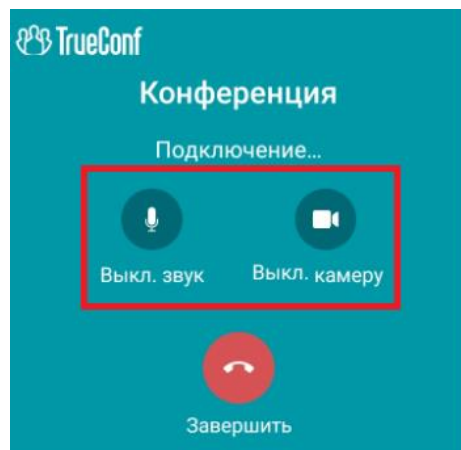 TrueConf
Конференция
Подключение...
Выкл. звук Выкл. камеру
Завершить